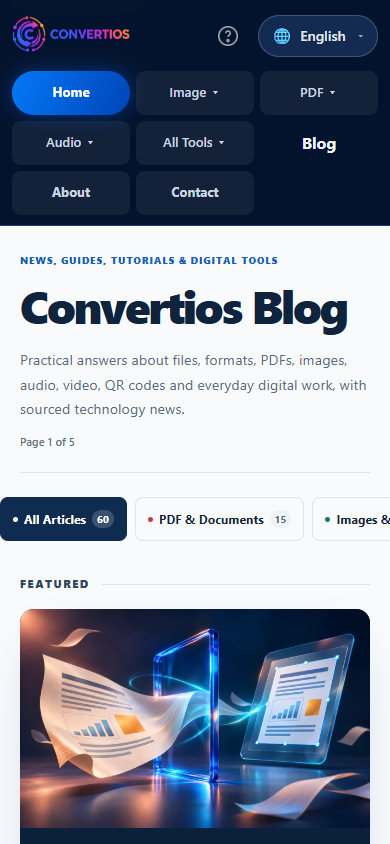 CONVERTIOS
English
Home
Image
PDF
Audio
All Tools
Blog
About
Contact
NEWS, GUIDES, TUTORIALS & DIGITAL TOOLS
Convertios Blog
Practical answers about files, formats, PDFs, images,
audio, video, QR codes and everyday digital work, with
sourced technology news.
Page 1 of 5
All Articles 60
PDF & Documents 15
Images &
FEATURED